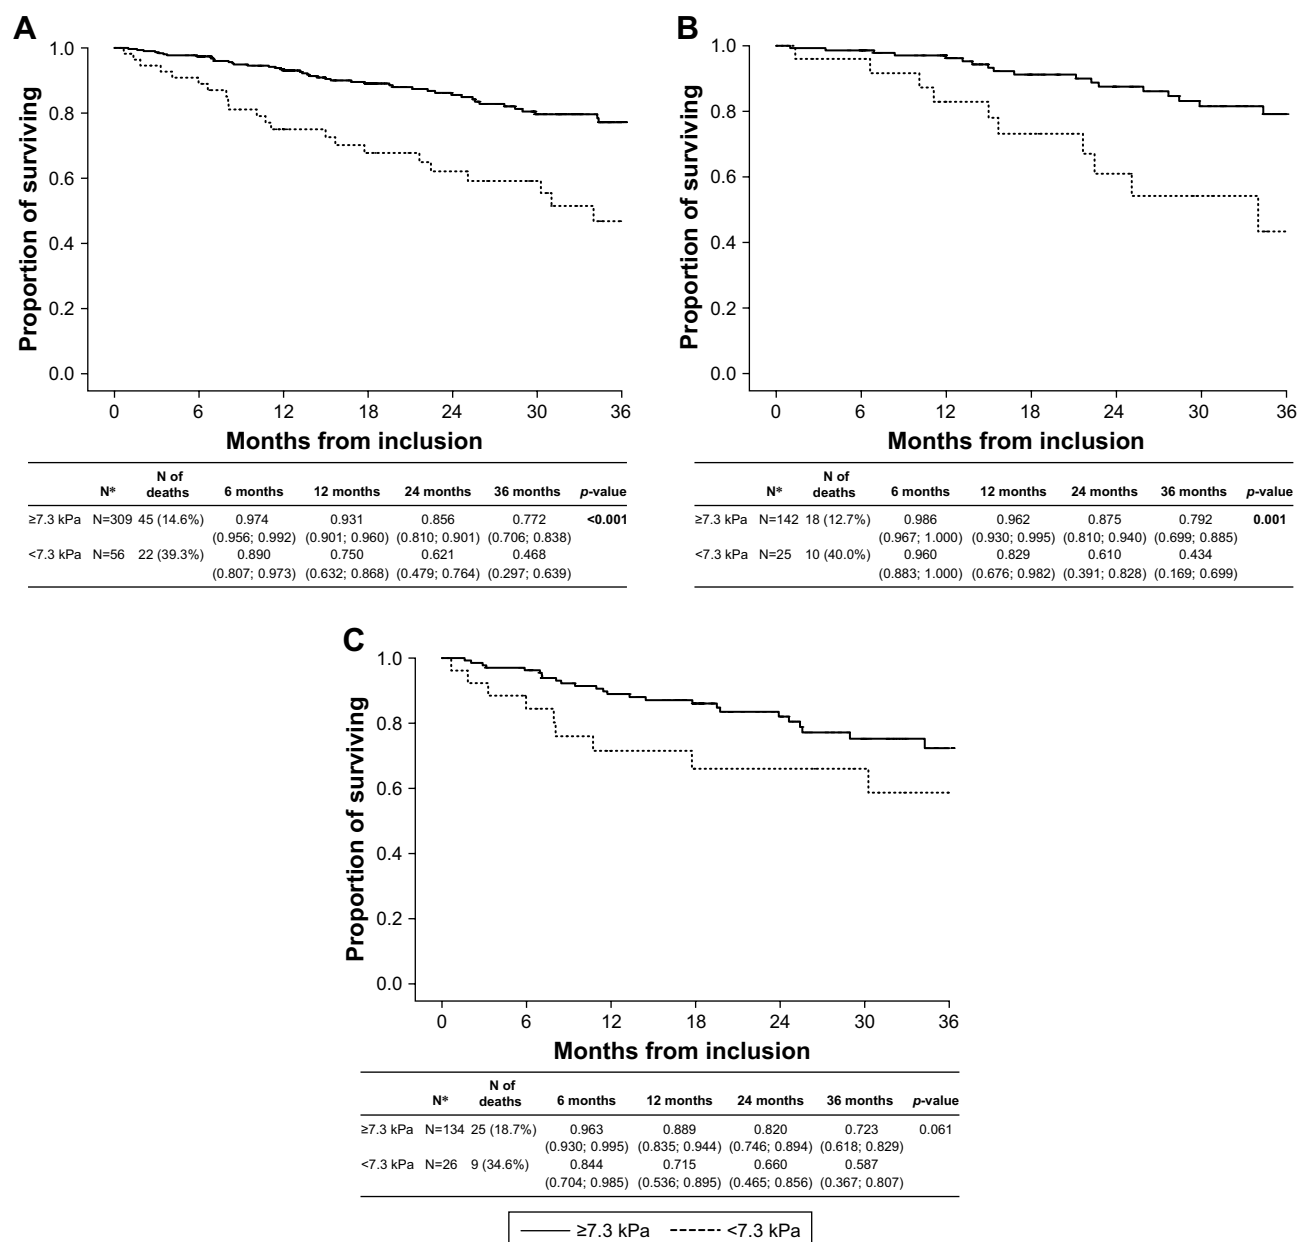 A
Proportion of surviving
1.0
0.8
0.6
0.4
0.2
0.0
0 6 12 18 24 30 36
Months from inclusion
N* N of deaths 6 months 12 months 24 months 36 months p-value
≥7.3 kPa N=309 45 (14.6%) 0.974 0.931 0.856 0.772 <0.001
(0.956; 0.992) (0.901; 0.960) (0.810; 0.901) (0.706; 0.838)
<7.3 kPa N=56 22 (39.3%) 0.890 0.750 0.621 0.468
(0.807; 0.973) (0.632; 0.868) (0.479; 0.764) (0.297; 0.639)
B
Proportion of surviving
1.0
0.8
0.6
0.4
0.2
0.0
0 6 12 18 24 30 36
Months from inclusion
N* N of deaths 6 months 12 months 24 months 36 months p-value
≥7.3 kPa N=142 18 (12.7%) 0.986 0.962 0.875 0.792 0.001
(0.967; 1.000) (0.930; 0.995) (0.810; 0.940) (0.699; 0.885)
<7.3 kPa N=25 10 (40.0%) 0.960 0.829 0.610 0.434
(0.883; 1.000) (0.676; 0.982) (0.391; 0.828) (0.169; 0.699)
C
Proportion of surviving
1.0
0.8
0.6
0.4
0.2
0.0
0 6 12 18 24 30 36
Months from inclusion
N* N of deaths 6 months 12 months 24 months 36 months p-value
≥7.3 kPa N=134 25 (18.7%) 0.963 0.889 0.820 0.723 0.061
(0.930; 0.995) (0.835; 0.944) (0.746; 0.894) (0.618; 0.829)
<7.3 kPa N=26 9 (34.6%) 0.844 0.715 0.660 0.587
(0.704; 0.985) (0.536; 0.895) (0.465; 0.856) (0.367; 0.807)
≥7.3 kPa <7.3 kPa